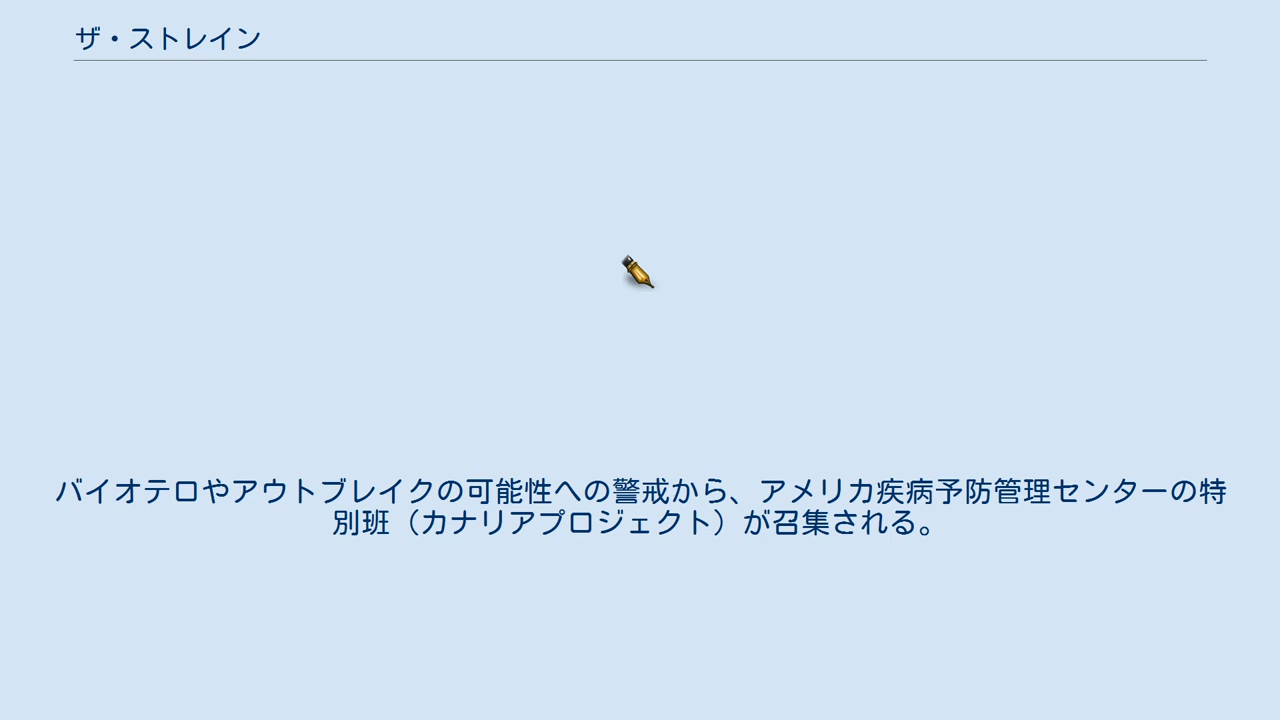 ザ・ストレイン
バイオテロやアウトブレイクの可能性への警戒から、アメリカ疾病予防管理センターの特
別班（カナリアプロジェクト）が召集される。